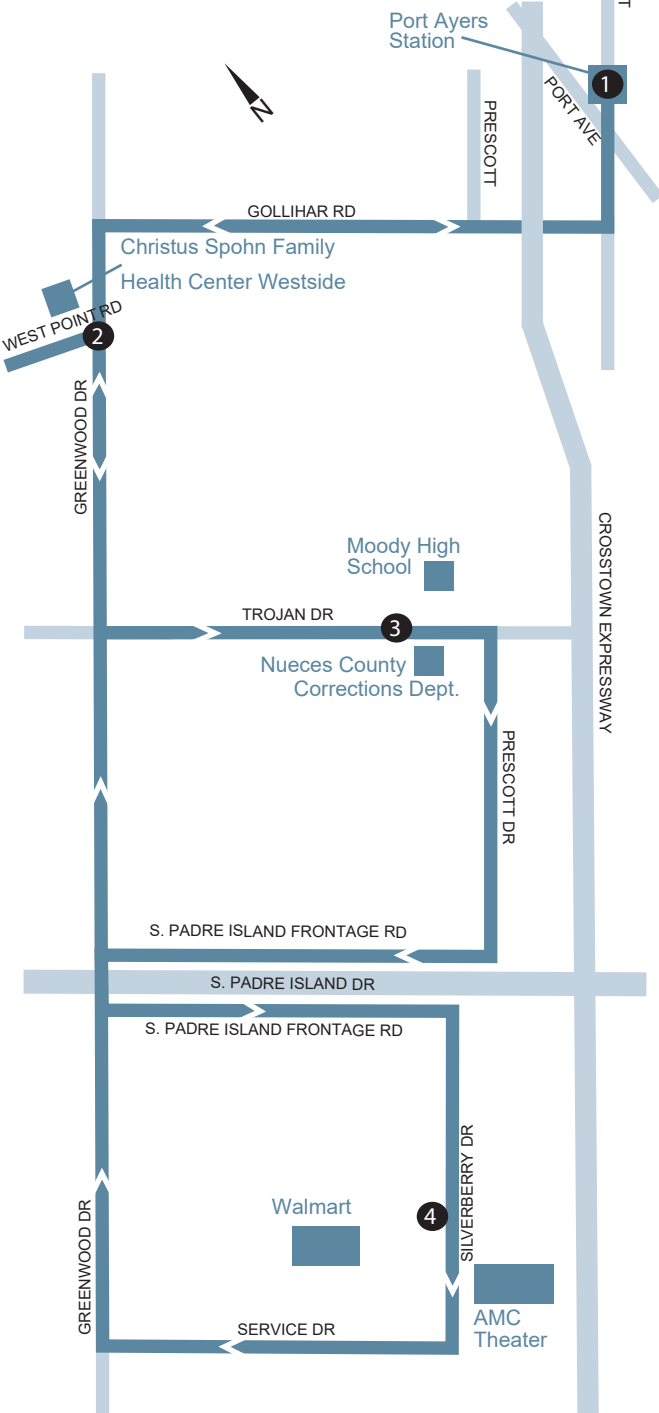 T
Port Ayers
Station
1
PORT AVE
PRESCOTT
N
GOLLIHAR RD
Christus Spohn Family
Health Center Westside
WEST POINT RD
2
GREENWOOD DR
Moody High
School
CROSSTOWN EXPRESSWAY
TROJAN DR
3
Nueces County
Corrections Dept.
PRESCOTT DR
S. PADRE ISLAND FRONTAGE RD
S. PADRE ISLAND DR
S. PADRE ISLAND FRONTAGE RD
SILVERBERRY DR
Walmart
4
GREENWOOD DR
AMC
Theater
SERVICE DR